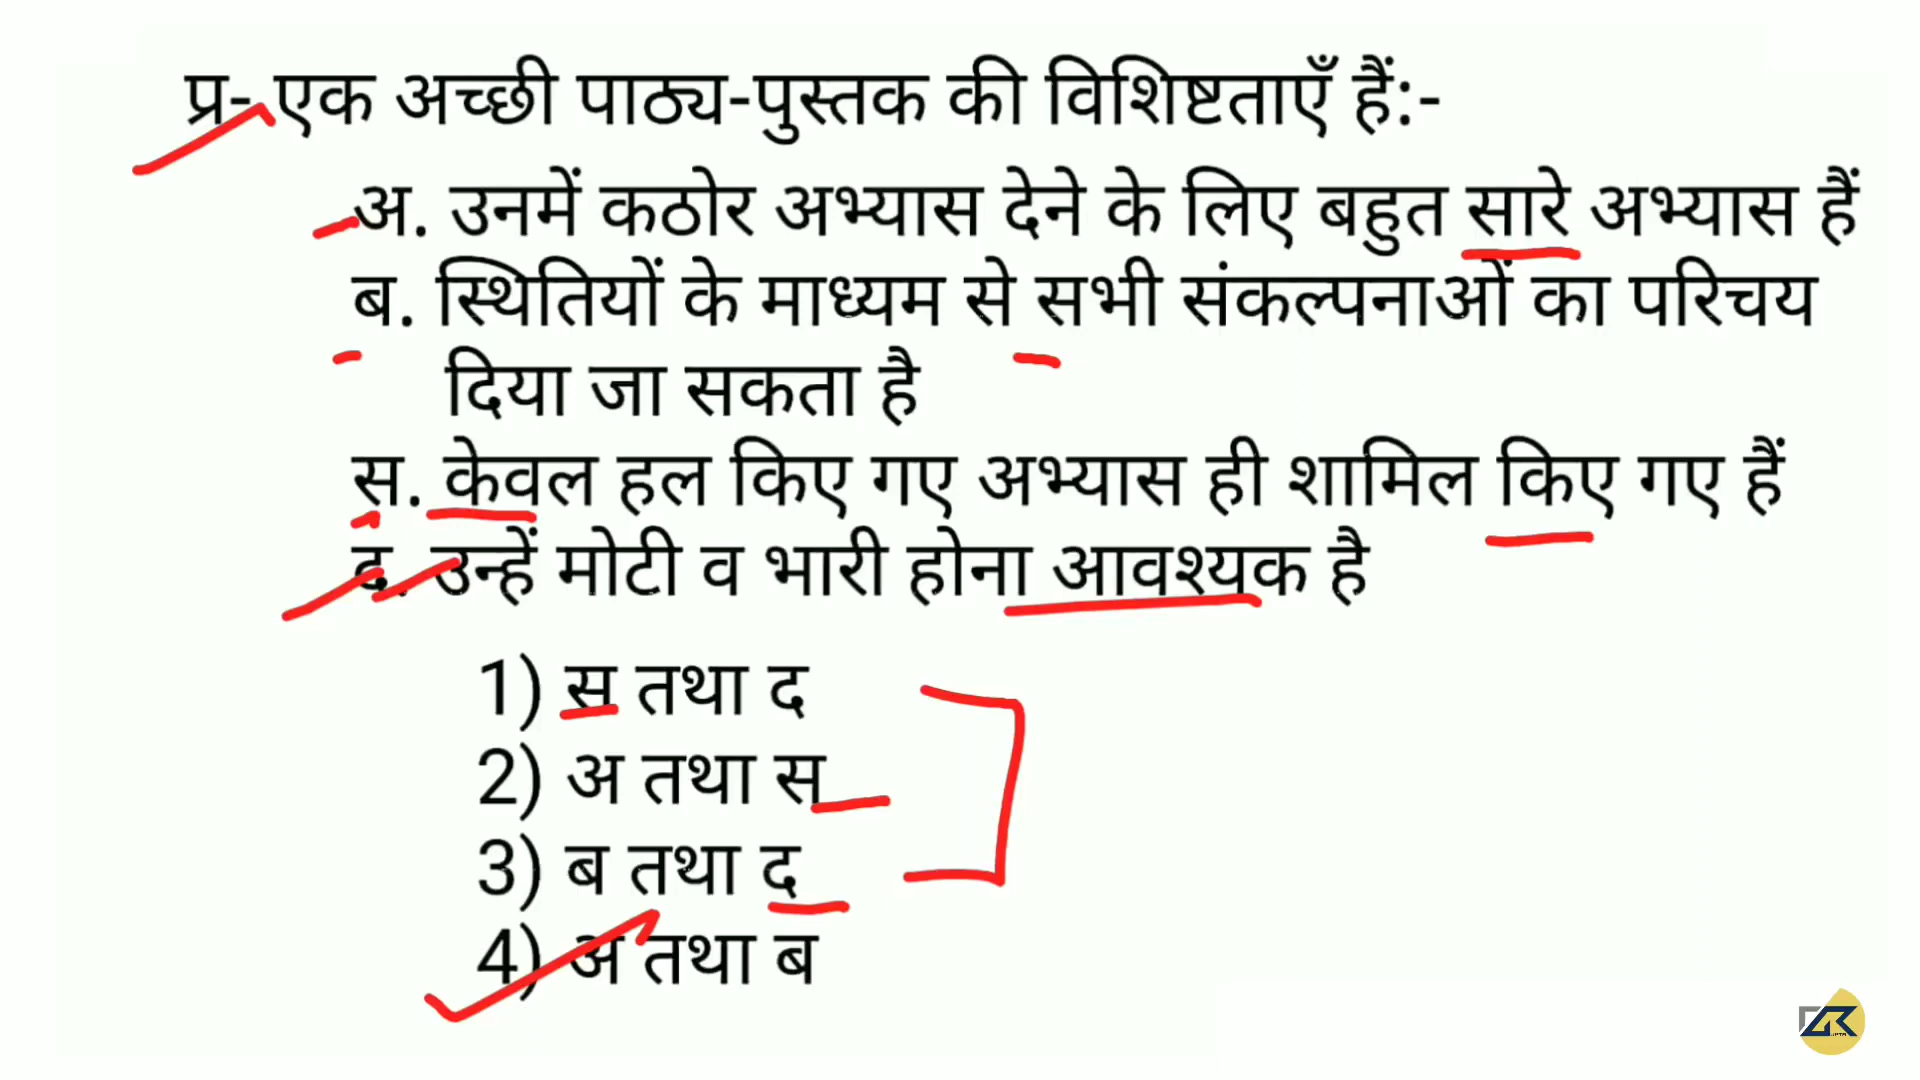 प्र- एक अच्छी पाठ्य-पुस्तक की विशिष्टताएँ हैं:-
अ. उनमें कठोर अभ्यास देने के लिए बहुत सारे अभ्यास हैं
ब. स्थितियों के माध्यम से सभी संकल्पनाओं का परिचय
दिया जा सकता है
स. केवल हल किए गए अभ्यास ही शामिल किए गए हैं
द. उन्हें मोटी व भारी होना आवश्यक है
1) स तथा द
2) अ तथा स
3) ब तथा द
4) अ तथा ब